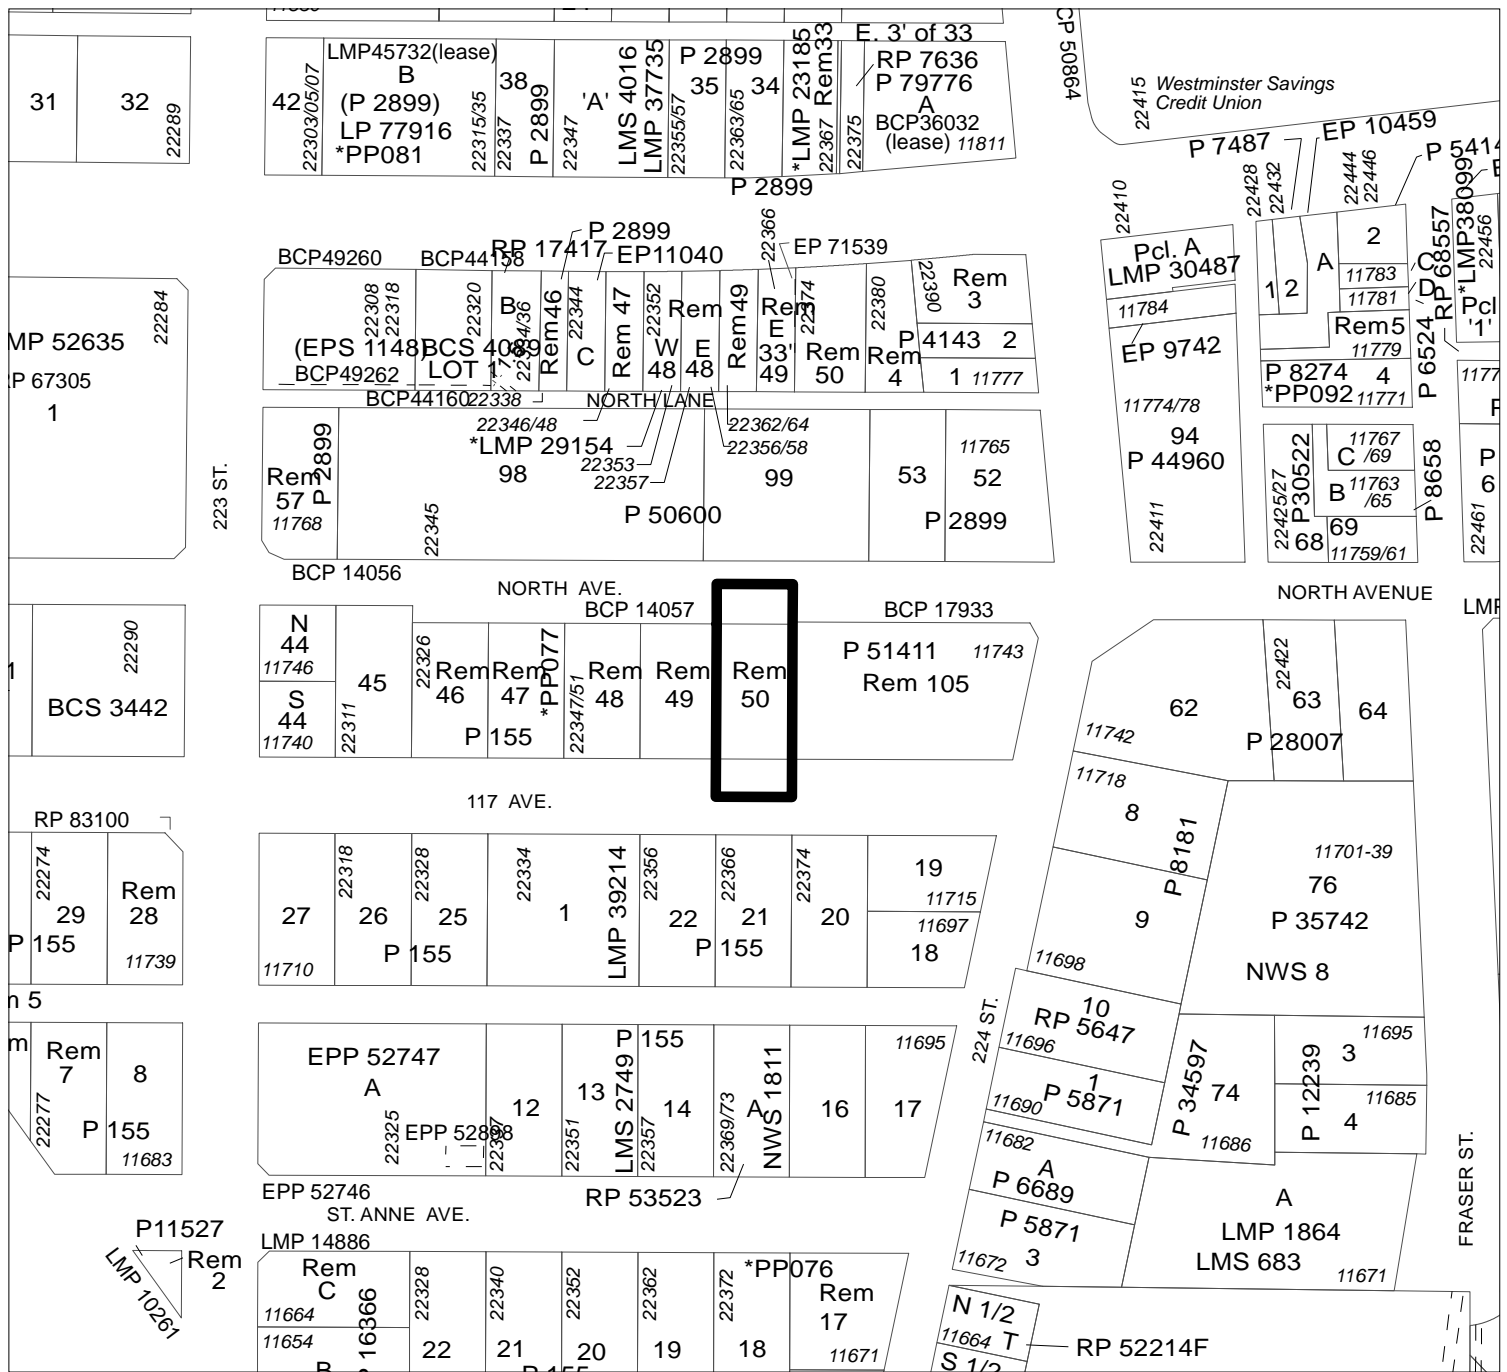 31
32
22289
42
22303/05/07
LMP45732(lease)
B
(P 2899)
LP 77916
*PP081
22315/35
38
22337
P 2899
22347
'A'
LMS 4016
LMP 37735
P 2899
35
22355/57
34
22363/65
*LMP 23185
Rem33
22367
22375
E. 3' of 33
RP 7636
P 79776
A
BCP36032
(lease) 11811
P 2899
CP 50864
22415
Westminster Savings
Credit Union
P 7487
EP 10459
22428
22432
22444
22446
P 5414
*LMP38099
22456
RP 68557
Pcl
'1'
22410
Pcl. A
LMP 30487
11784
EP 9742
11774/78
94
P 44960
22411
1
2
A
2
11783
C
11781
D
Rem5
11779
P 8274
*PP092
4
11771
P 6524
22284
MP 52635
RP 67305
1
BCP49260
BCP44158
RP 17417
P 2899
EP11040
22366
EP 71539
22308
22318
(EPS 1148)
BCP49262
22320
BCS 4089
LOT 1
B
22334/36
Rem46
22344
C
Rem 47
22352
Rem
W
48
E
48
Rem49
Rem
E
33'
49
22374
Rem
50
22380
Rem
4
22390
Rem
3
P 4143
2
1
11777
BCP44160
22338
NORTH LANE
22346/48
*LMP 29154
98
22353
22357
22362/64
22356/58
99
Rem
57
11768
P 2899
22345
P 50600
53
11765
52
P 2899
223 ST.
BCP 14056
22425/27
P30522
68
C
11767
/69
B
11763
/65
69
11759/61
P 8658
P
6
22461
NORTH AVE.
BCP 14057
BCP 17933
NORTH AVENUE
22290
BCS 3442
N
44
11746
S
44
11740
45
22311
22326
Rem
46
Rem
47
*PP077
P 155
22347/51
Rem
48
Rem
49
Rem
50
P 51411
11743
Rem 105
62
11742
22422
63
64
P 28007
117 AVE.
RP 83100
22274
29
P 155
Rem
28
11739
27
11710
22318
26
22328
25
P 155
22334
1
LMP 39214
22356
22
22366
21
P 155
22374
20
19
11715
11697
18
11718
8
P 8181
9
11698
11701-39
76
P 35742
NWS 8
10
RP 5647
11696
1
P 5871
11690
P 34597
74
11686
P 12239
3
11695
11685
4
Rem
7
22277
8
P 155
11683
EPP 52747
A
22325
EPP 52898
12
13
22351
LMS 2749
P 155
14
22357
A
22369/73
NWS 1811
16
11695
17
224 ST.
11682
A
P 6689
P 5871
3
11672
A
LMP 1864
LMS 683
11671
FRASER ST.
EPP 52746
ST. ANNE AVE.
RP 53523
P11527
Rem
2
LMP 10261
LMP 14886
Rem
C
11664
11654
B
16366
22328
22
22340
21
22352
20
P 155
22362
19
22372
18
*PP076
Rem
17
11671
N 1/2
11664 T
S 1/2
RP 52214F